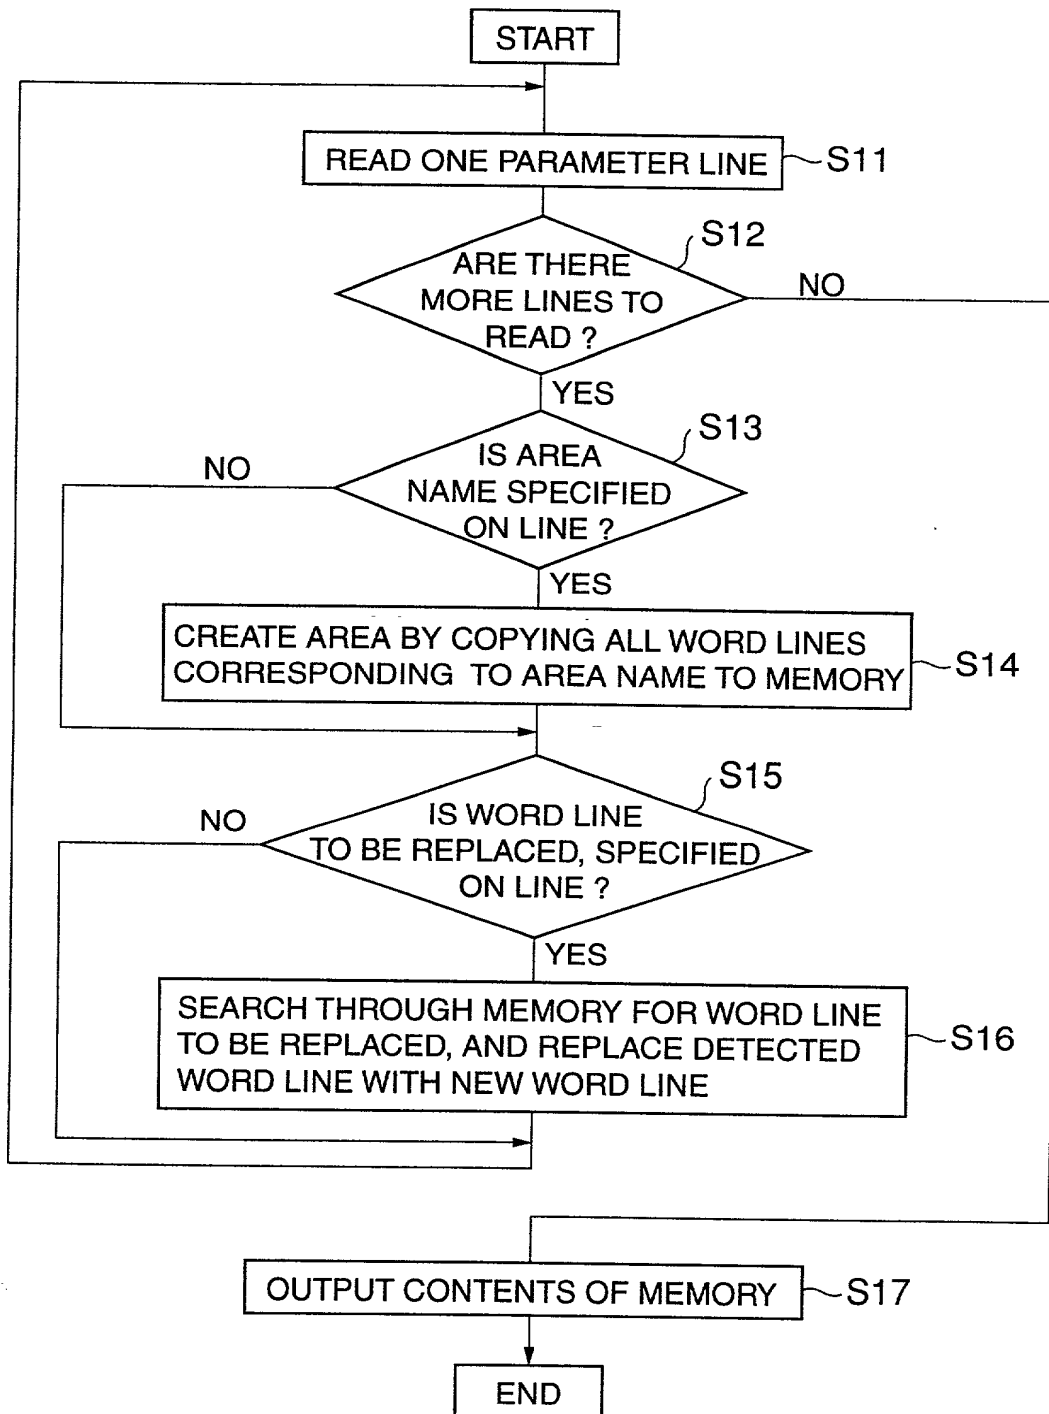 START
READ ONE PARAMETER LINE
S11
S12
ARE THERE
MORE LINES TO
READ ?
NO
YES
S13
IS AREA
NAME SPECIFIED
ON LINE ?
NO
YES
CREATE AREA BY COPYING ALL WORD LINES
CORRESPONDING TO AREA NAME TO MEMORY
S14
S15
IS WORD LINE
TO BE REPLACED, SPECIFIED
ON LINE ?
NO
YES
SEARCH THROUGH MEMORY FOR WORD LINE
TO BE REPLACED, AND REPLACE DETECTED
WORD LINE WITH NEW WORD LINE
S16
OUTPUT CONTENTS OF MEMORY
S17
END